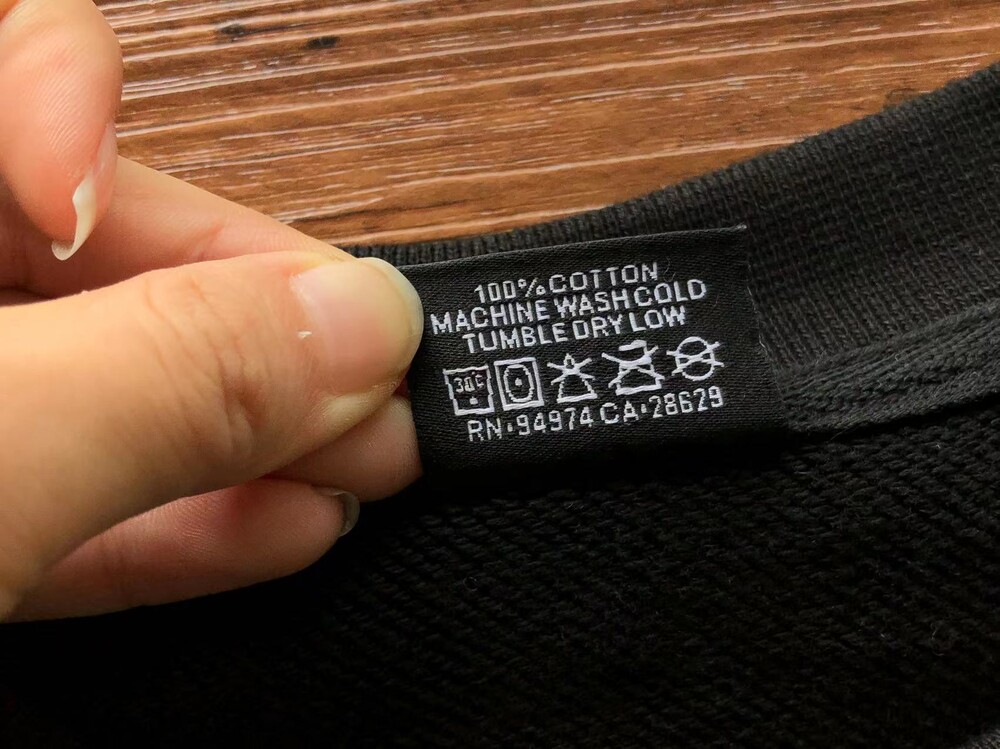 100% COTTON
MACHINE WASH COLD
TUMBLE DRY LOW
30°C
RN·94974 CA·28629